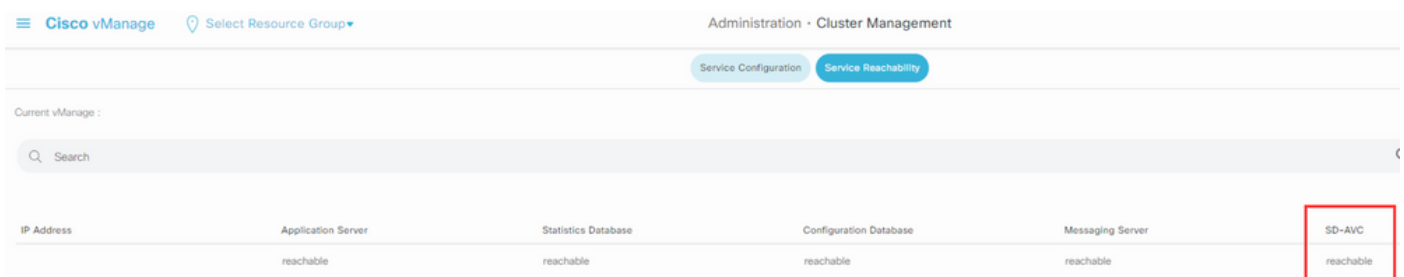 Cisco vManage Select Resource Group Administration · Cluster Management
Service Configuration Service Reachability
Current vManage :
Search
IP Address Application Server Statistics Database Configuration Database Messaging Server SD-AVC
reachable reachable reachable reachable reachable